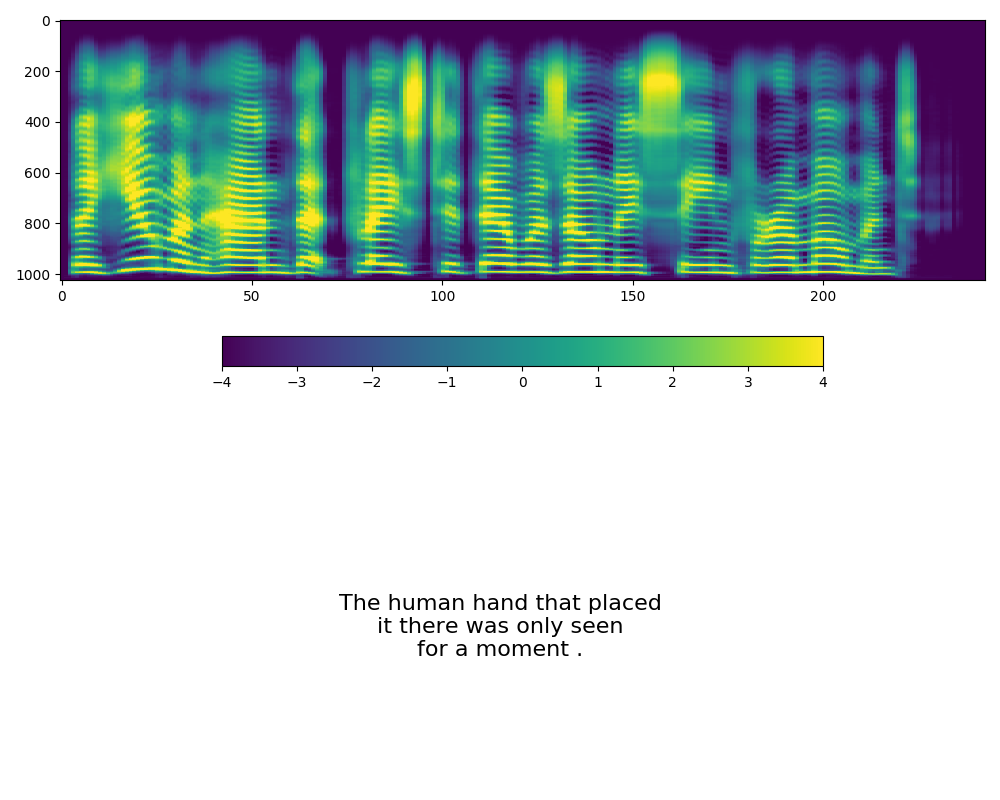 0
200
400
600
800
1000
0 50 100 150 200
−4 −3 −2 −1 0 1 2 3 4
The human hand that placed
it there was only seen
for a moment .